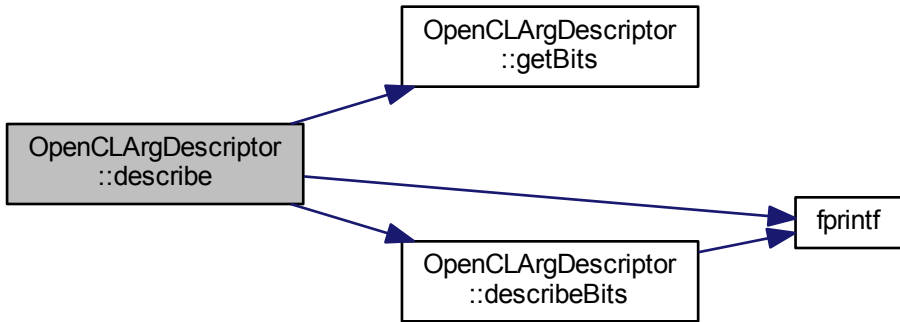 OpenCLArgDescriptor
::describe
OpenCLArgDescriptor
::getBits
OpenCLArgDescriptor
::describeBits
fprintf